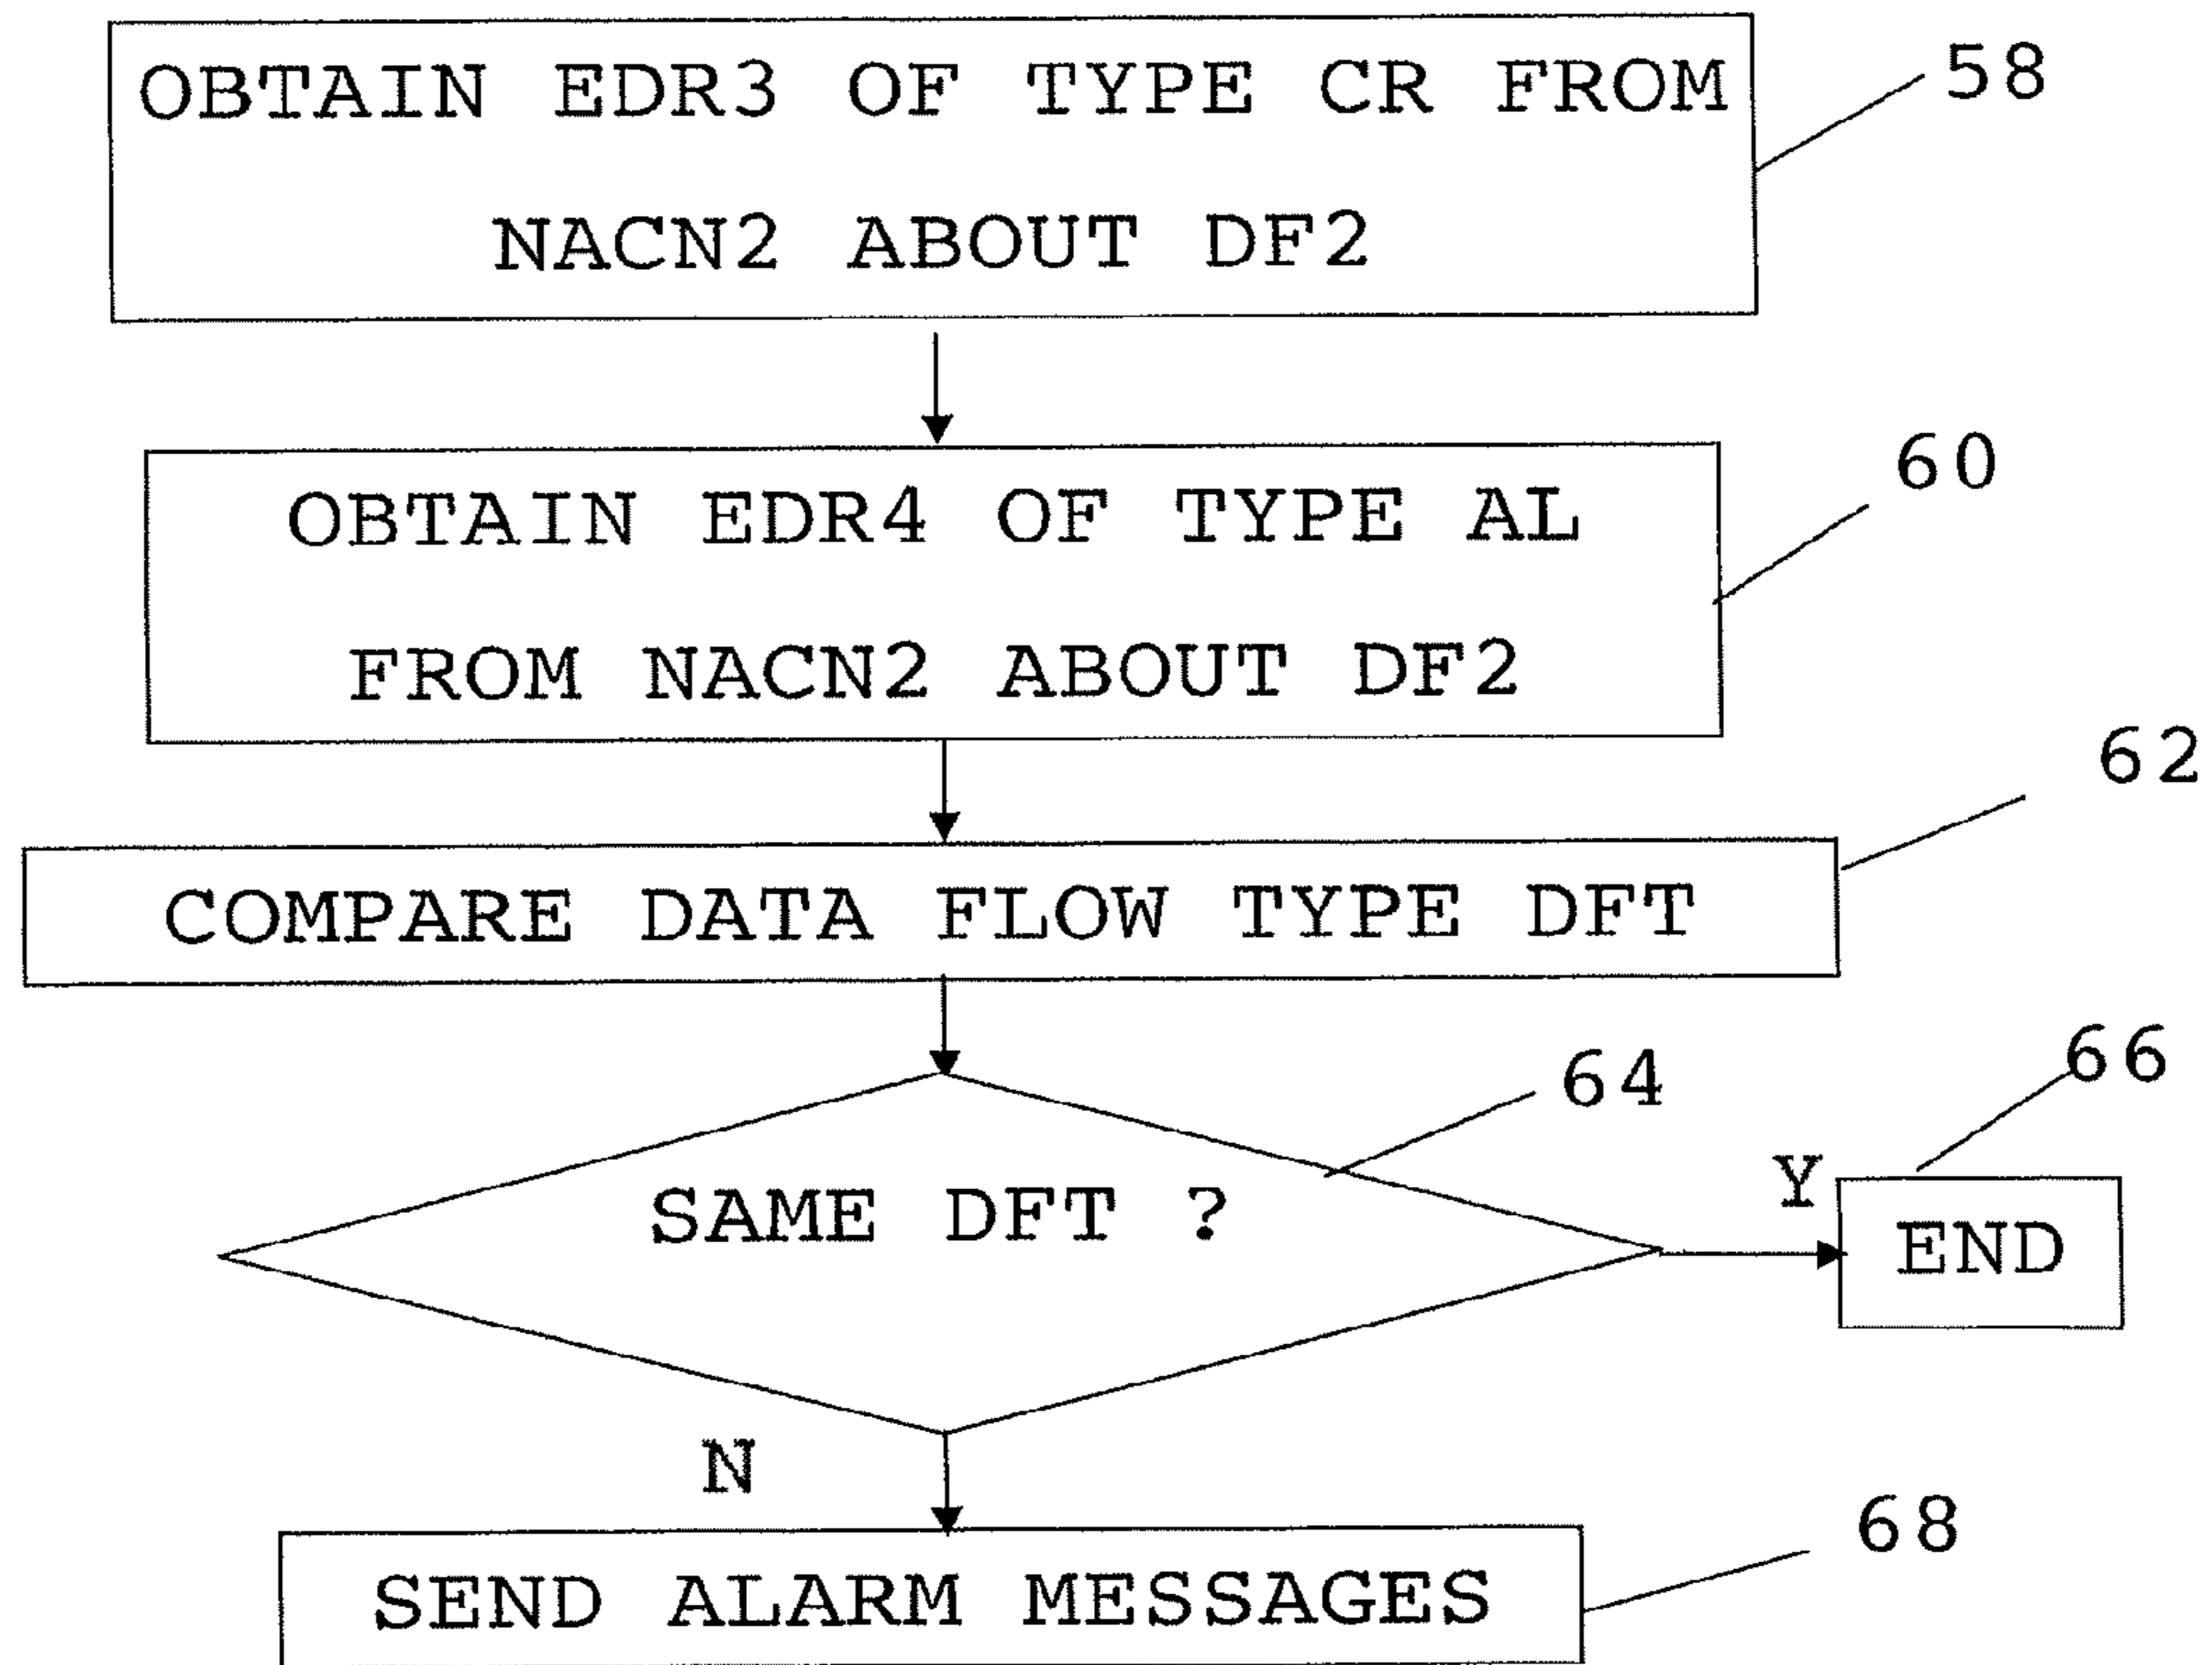 OBTAIN EDR3 OF TYPE CR FROM
NACN2 ABOUT DF2
58
OBTAIN EDR4 OF TYPE AL
FROM NACN2 ABOUT DF2
60
COMPARE DATA FLOW TYPE DFT
62
SAME DFT ?
64
Y
END
66
N
SEND ALARM MESSAGES
68